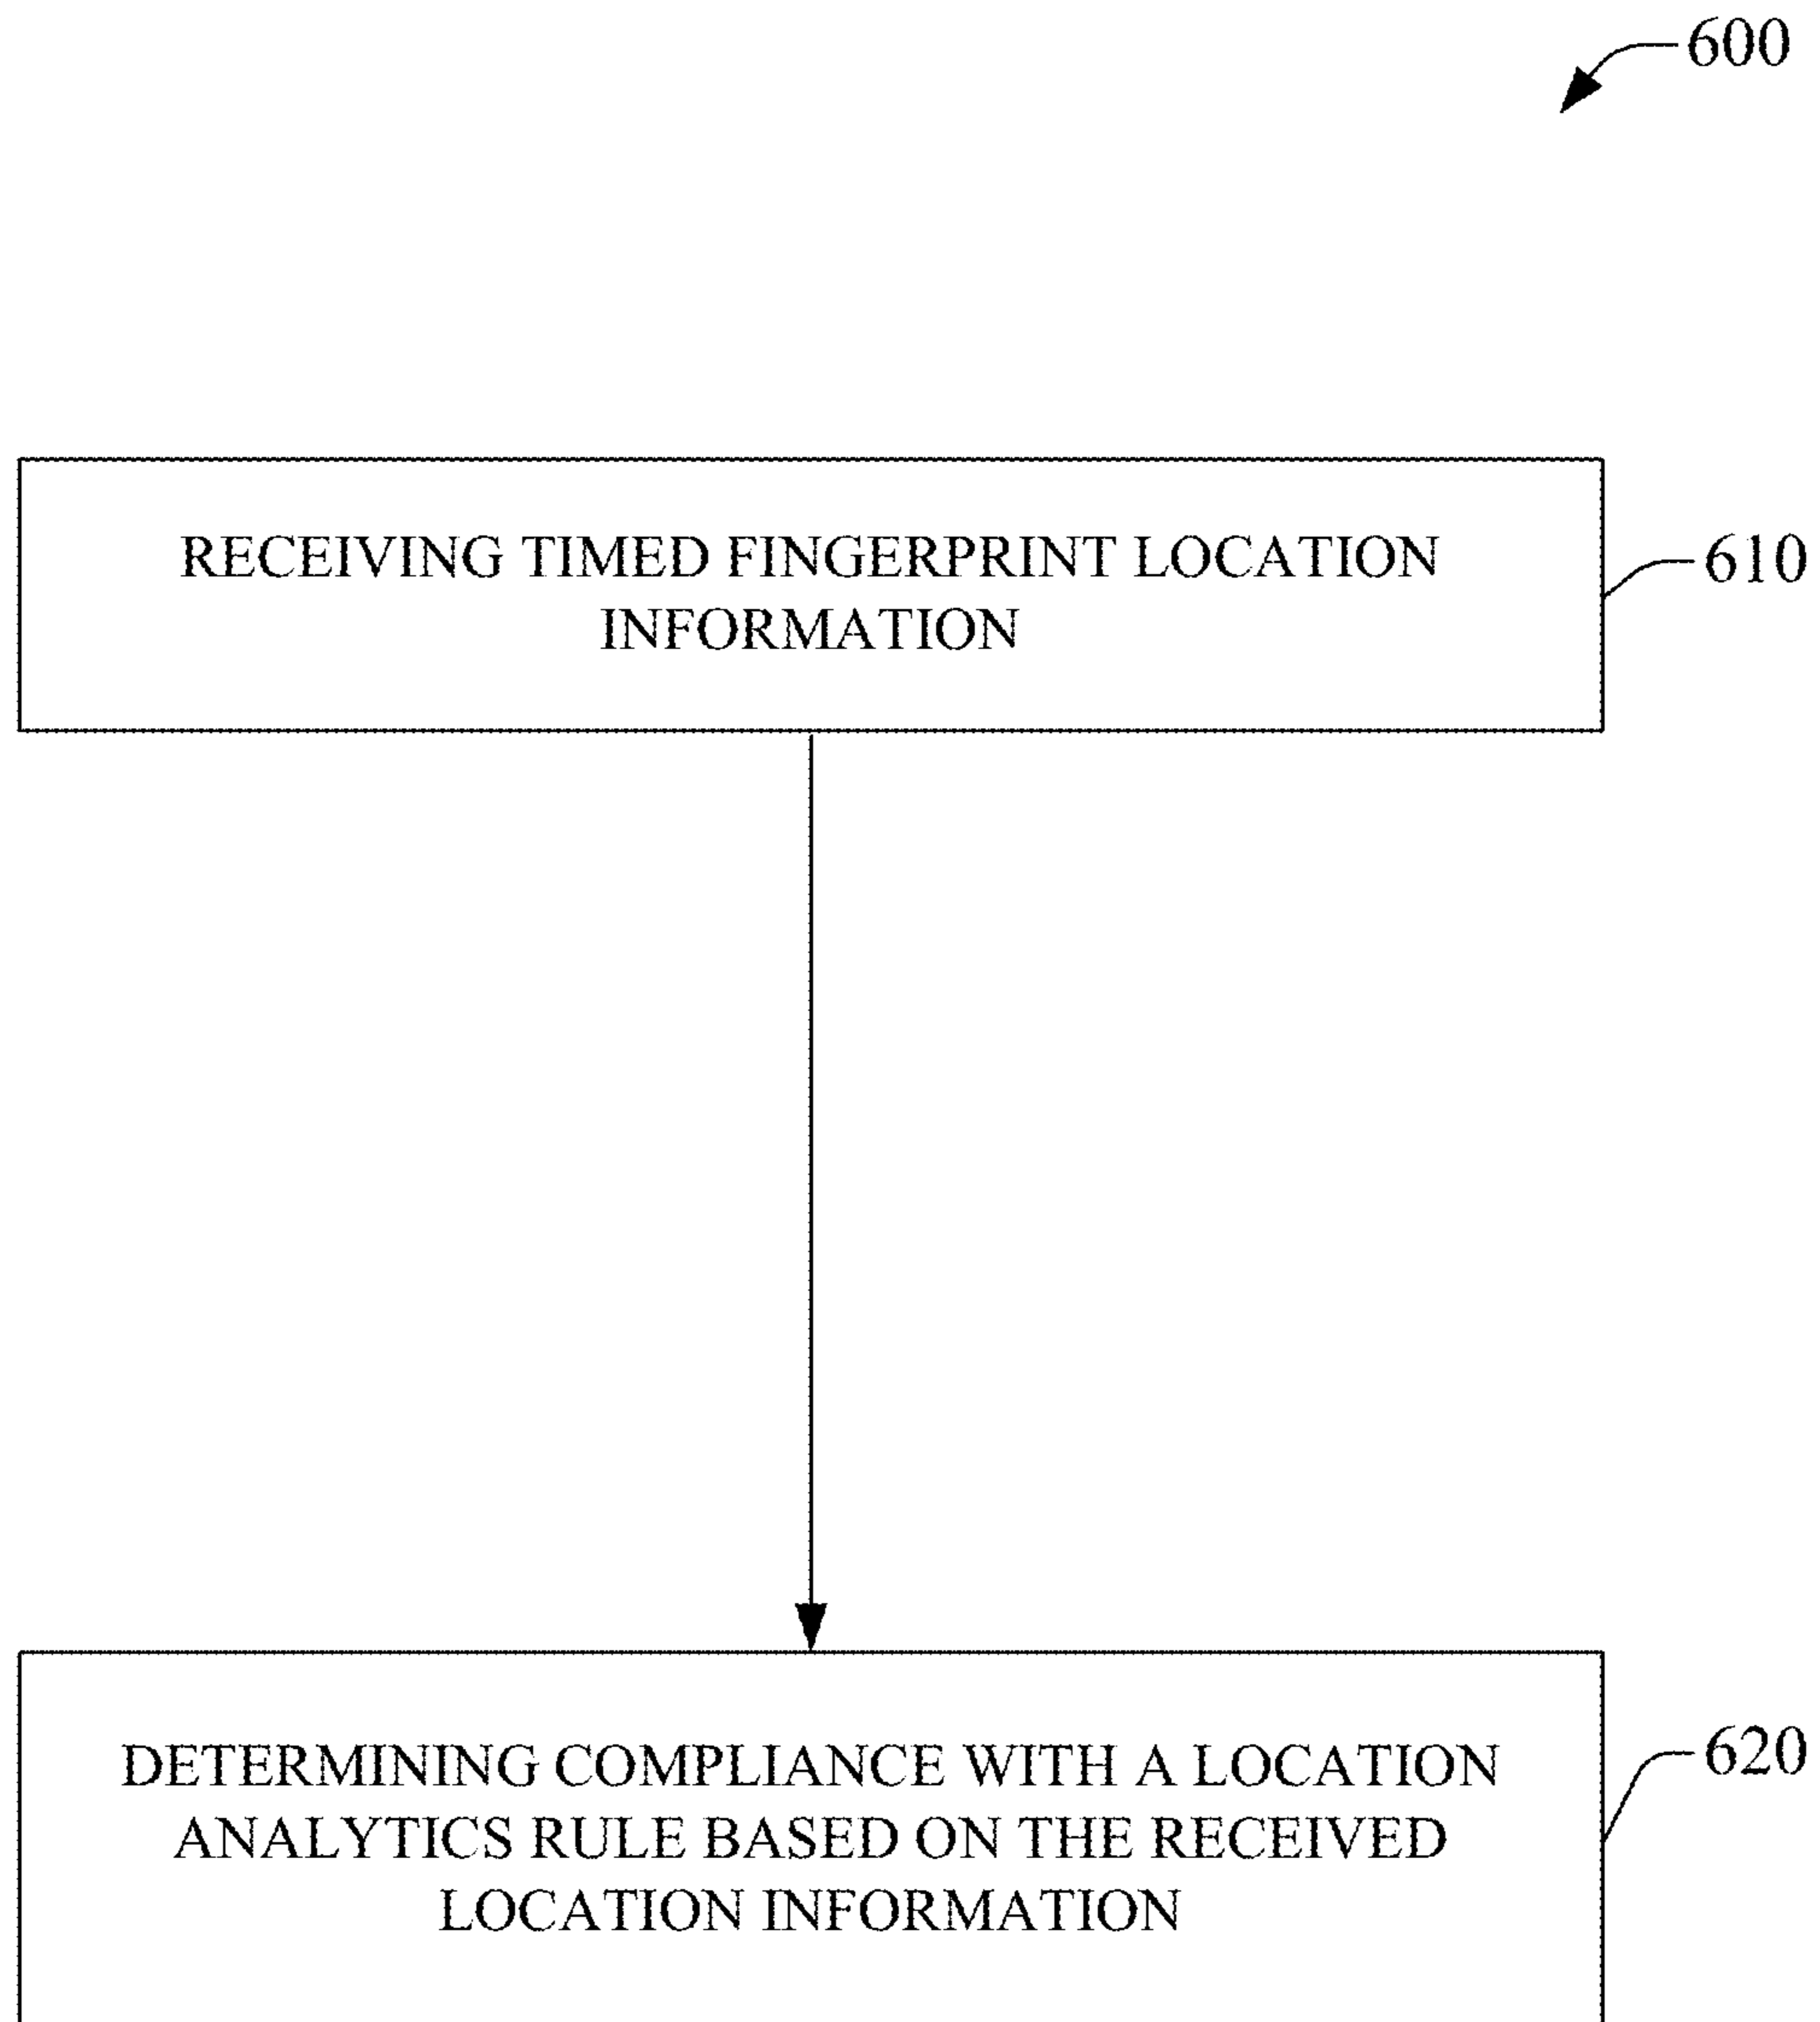 600
RECEIVING TIMED FINGERPRINT LOCATION
INFORMATION
610
DETERMINING COMPLIANCE WITH A LOCATION
ANALYTICS RULE BASED ON THE RECEIVED
LOCATION INFORMATION
620